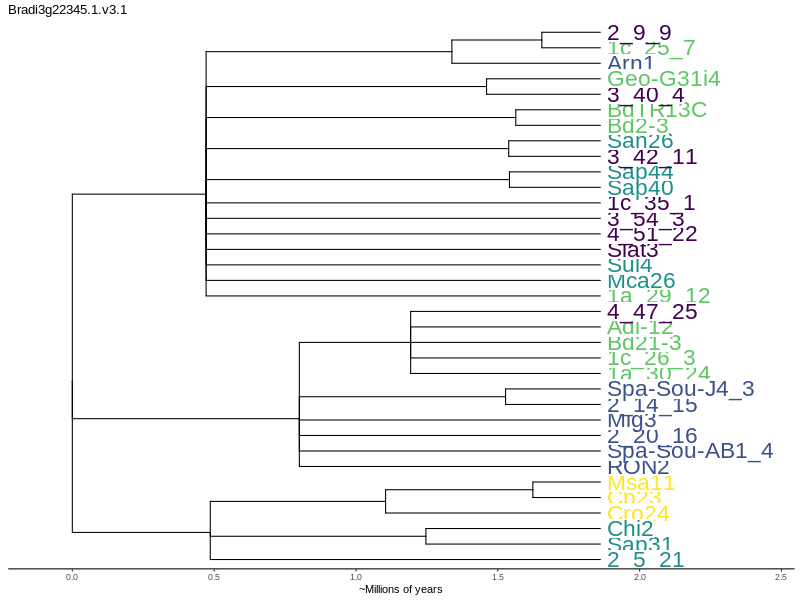 Bradi3g22345.1.v3.1
2_9_9
1c_25_7
Arn1
Geo-G31i4
3_40_4
BdTR13C
Bd2-3
San26
3_42_11
Sap44
Sap40
1c_35_1
3_54_3
4_51_22
Slat3
Sul4
Mca26
1a_29_12
4_47_25
Adi-12
Bd21-3
1c_26_3
1a_30_24
Spa-Sou-J4_3
2_14_15
Mig3
2_20_16
Spa-Sou-AB1_4
RON2
Msa11
Cb23
Cro24
Chi2
Sap31
2_5_21
0.0 0.5 1.0 1.5 2.0 2.5
~Millions of years